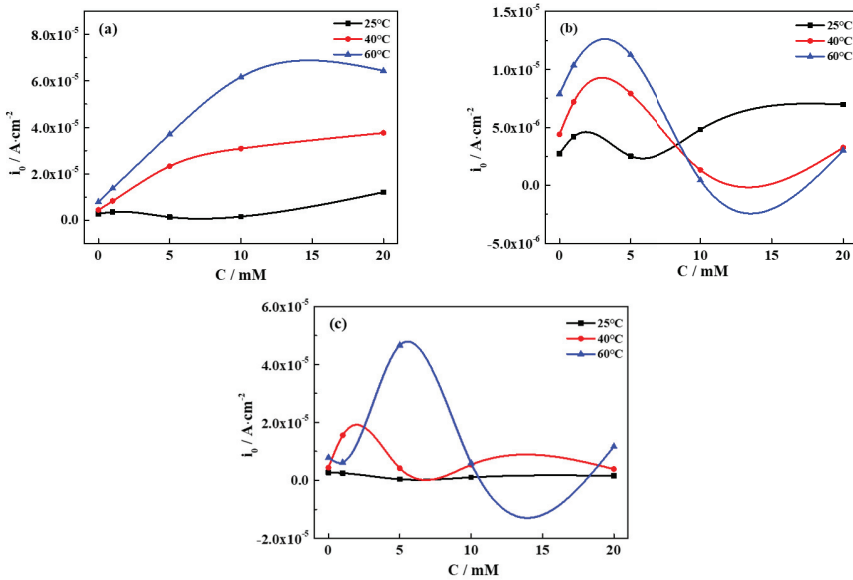 (a)
25°C
40°C
60°C
8.0x10⁻⁵
6.0x10⁻⁵
4.0x10⁻⁵
2.0x10⁻⁵
0.0
i₀ / A·cm⁻²
0 5 10 15 20
C / mM
(b)
25°C
40°C
60°C
1.5x10⁻⁵
1.0x10⁻⁵
5.0x10⁻⁶
0.0
-5.0x10⁻⁶
i₀ / A·cm⁻²
0 5 10 15 20
C / mM
(c)
25°C
40°C
60°C
6.0x10⁻⁵
4.0x10⁻⁵
2.0x10⁻⁵
0.0
-2.0x10⁻⁵
i₀ / A·cm⁻²
0 5 10 15 20
C / mM